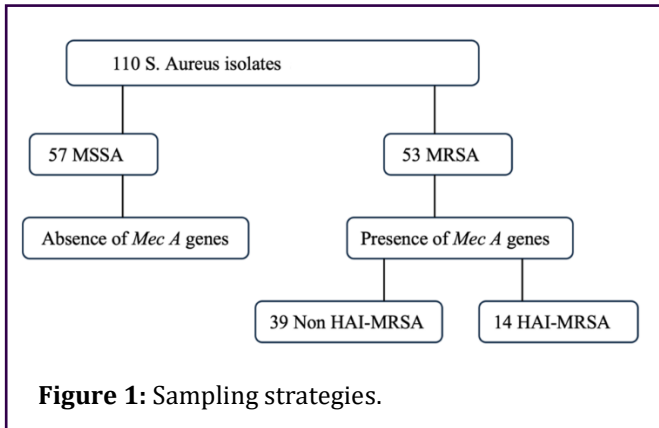 110 S. Aureus isolates
57 MSSA
53 MRSA
Absence of Mec A genes
Presence of Mec A genes
39 Non HAI-MRSA
14 HAI-MRSA
Figure 1: Sampling strategies.